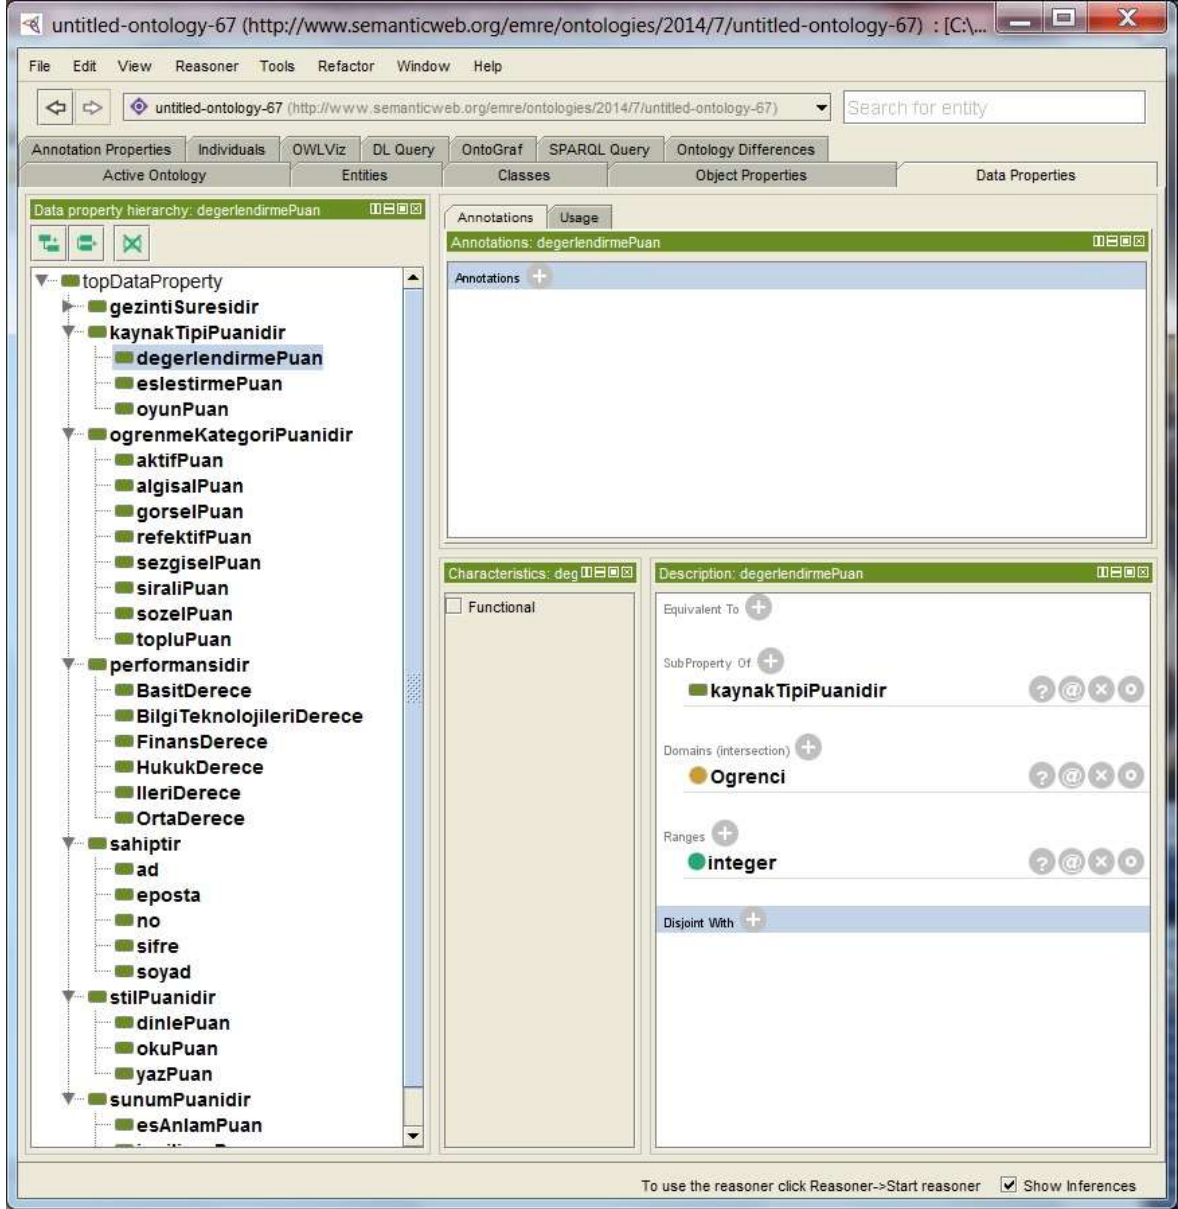 untitled-ontology-67 (http://www.semanticweb.org/emre/ontologies/2014/7/untitled-ontology-67) : [C:\...
File Edit View Reasoner Tools Refactor Window Help
untitled-ontology-67 (http://www.semanticweb.org/emre/ontologies/2014/7/untitled-ontology-67)
Search for entity
Annotation Properties Individuals OWLViz DL Query OntoGraf SPARQL Query Ontology Differences
Active Ontology Entities Classes Object Properties Data Properties
Data property hierarchy: degerlendirmePuan
topDataProperty
gezintiSuresidir
kaynakTipiPuanidir
degerlendirmePuan
eslestirmePuan
oyunPuan
ogrenmeKategoriPuanidir
aktifPuan
algisalPuan
gorselPuan
refektifPuan
sezgiselPuan
siraliPuan
sozelPuan
topluPuan
performansidir
BasitDerece
BilgiTeknolojileriDerece
FinansDerece
HukukDerece
IleriDerece
OrtaDerece
sahiptir
ad
eposta
no
sifre
soyad
stilPuanidir
dinlePuan
okuPuan
yazPuan
sunumPuanidir
esAnlamPuan
Annotations Usage
Annotations: degerlendirmePuan
Annotations
Characteristics: deg
Functional
Description: degerlendirmePuan
Equivalent To
SubProperty Of
kaynakTipiPuanidir
Domains (intersection)
Ogrenci
Ranges
integer
Disjoint With
To use the reasoner click Reasoner->Start reasoner Show Inferences